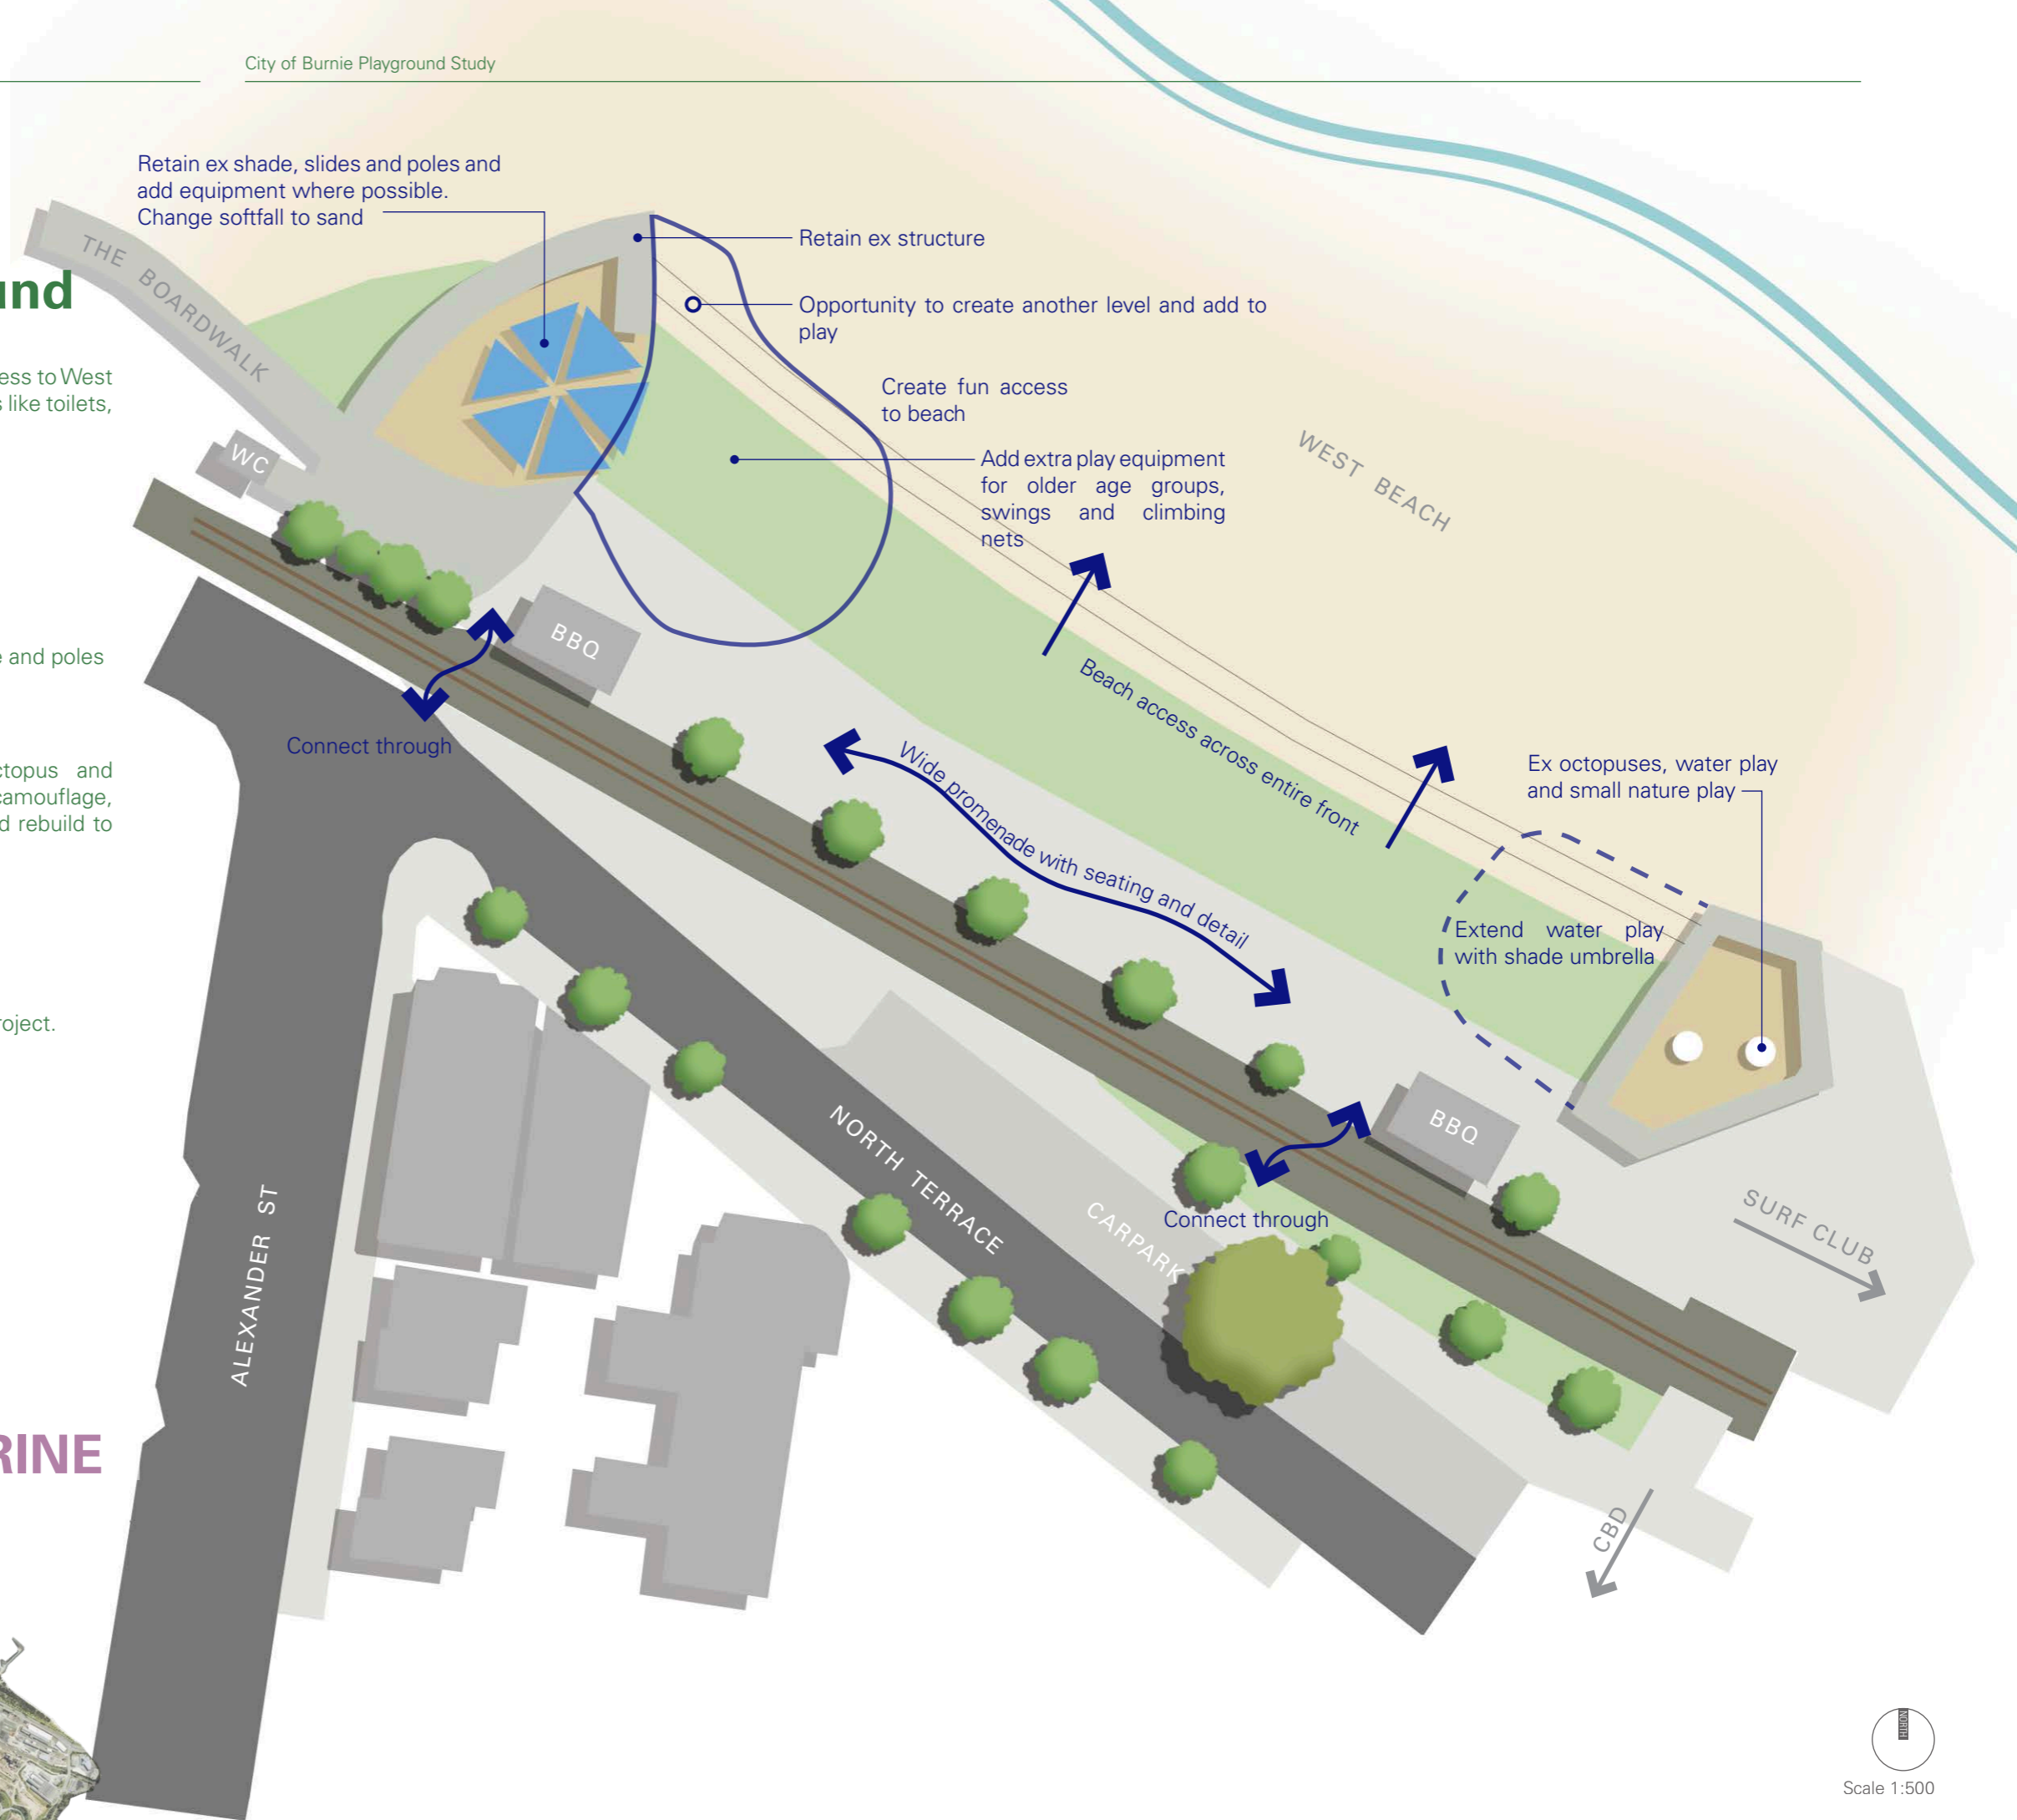 City of Burnie Playground Study
Retain ex shade, slides and poles and
add equipment where possible.
Change softfall to sand
Retain ex structure
Opportunity to create another level and add to
play
Create fun access
to beach
Add extra play equipment
for older age groups,
swings and climbing
nets
THE BOARDWALK
und
ess to West
s like toilets,
WC
WEST BEACH
BBQ
e and poles
Connect through
Beach access across entire front
Wide promenade with seating and detail
ctopus and
camouflage,
d rebuild to
Ex octopuses, water play
and small nature play
Extend water play
with shade umbrella
roject.
NORTH TERRACE
CARPARK
BBQ
Connect through
SURF CLUB
ALEXANDER ST
RINE
CBD
NORTH
Scale 1:500